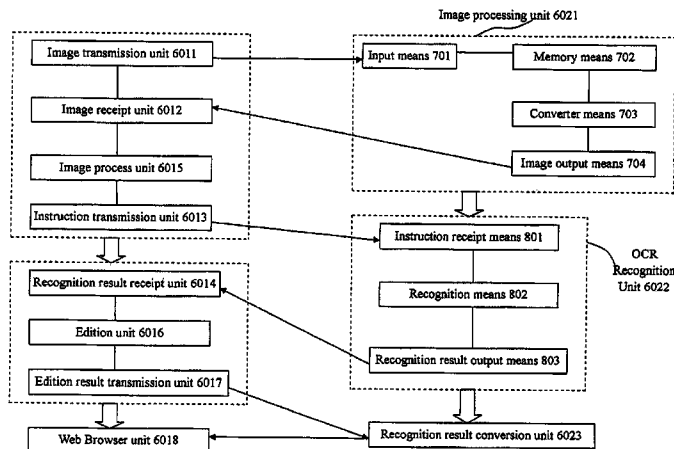 Image processing unit 6021
Image transmission unit 6011
Input means 701
Memory means 702
Image receipt unit 6012
Converter means 703
Image process unit 6015
Image output means 704
Instruction transmission unit 6013
Instruction receipt means 801
OCR
Recognition
Unit 6022
Recognition result receipt unit 6014
Recognition means 802
Edition unit 6016
Recognition result output means 803
Edition result transmission unit 6017
Web Browser unit 6018
Recognition result conversion unit 6023